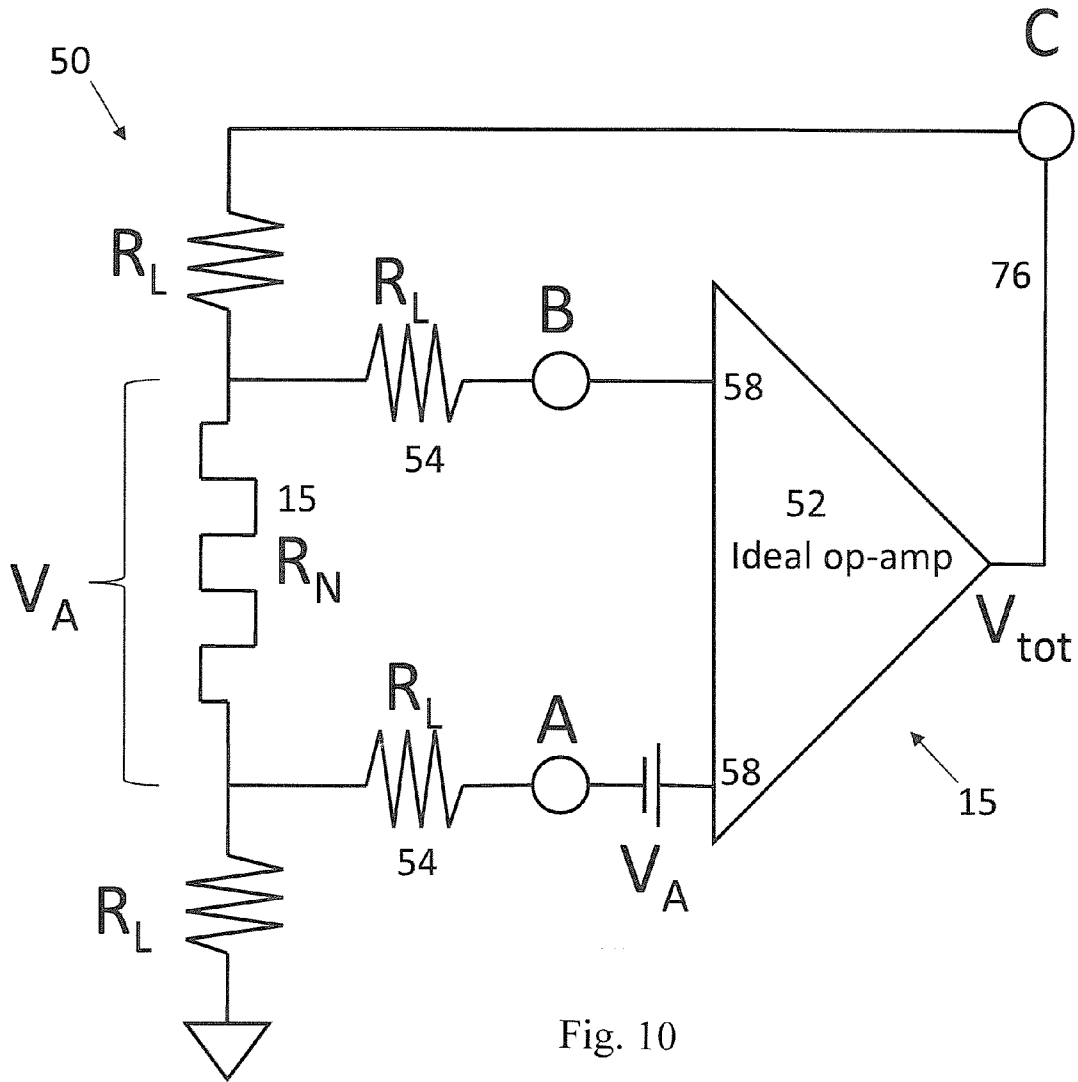 C
50
R_L
R_L
B
76
58
54
52
Ideal op-amp
15
R_N
V_A
V_tot
R_L
A
58
15
54
V_A
R_L
Fig. 10